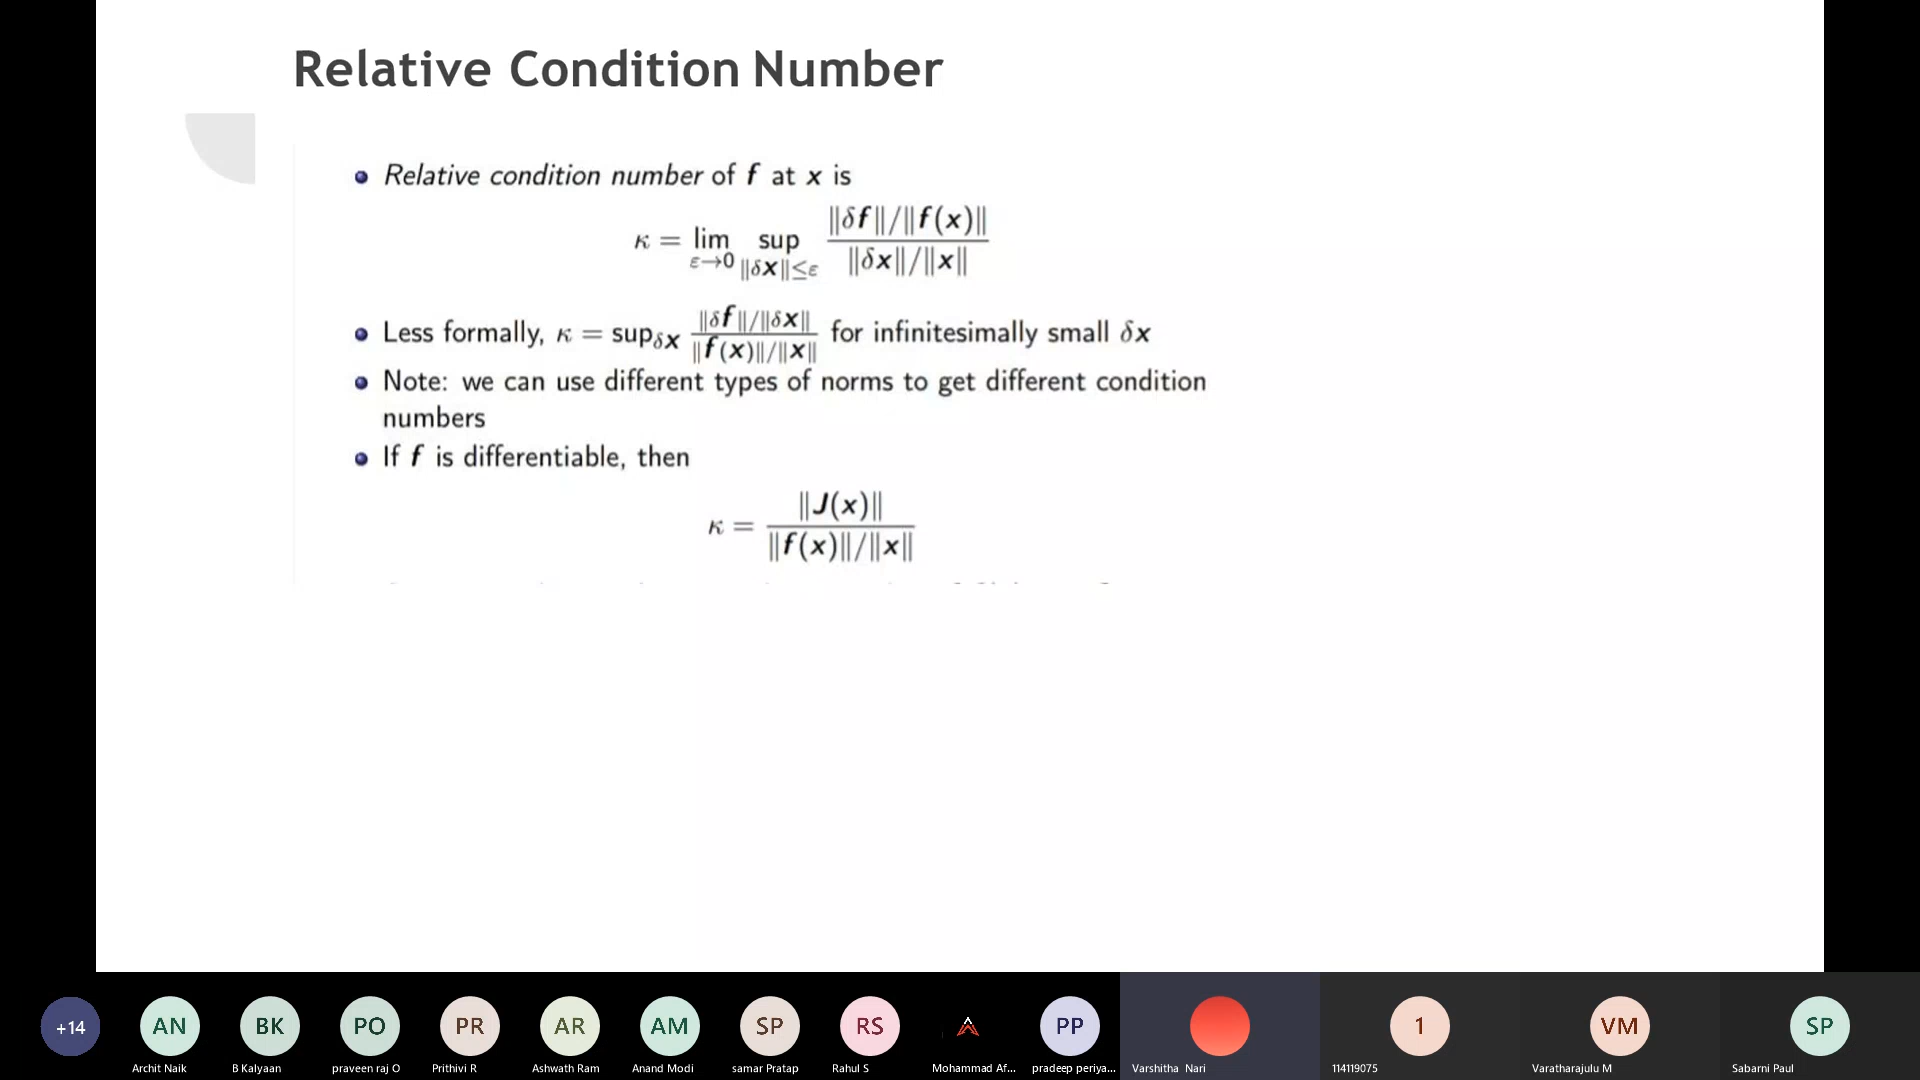 Relative Condition Number
Relative condition number of f at x is
κ = lim sup ‖δf‖/‖f(x)‖
ε→0 ‖δx‖≤ε ‖δx‖/‖x‖
Less formally, κ = supδx ‖δf‖/‖δx‖ / ‖f(x)‖/‖x‖ for infinitesimally small δx
Note: we can use different types of norms to get different condition
numbers
If f is differentiable, then
κ = ‖J(x)‖
‖f(x)‖/‖x‖
+14 AN BK PO PR AR AM SP RS PP 1 VM SP
Archit Naik B Kalyaan praveen raj O Prithivi R Ashwath Ram Anand Modi samar Pratap Rahul S Mohammad Af... pradeep periya... Varshitha Nari 114119075 Varatharajulu M Sabarni Paul